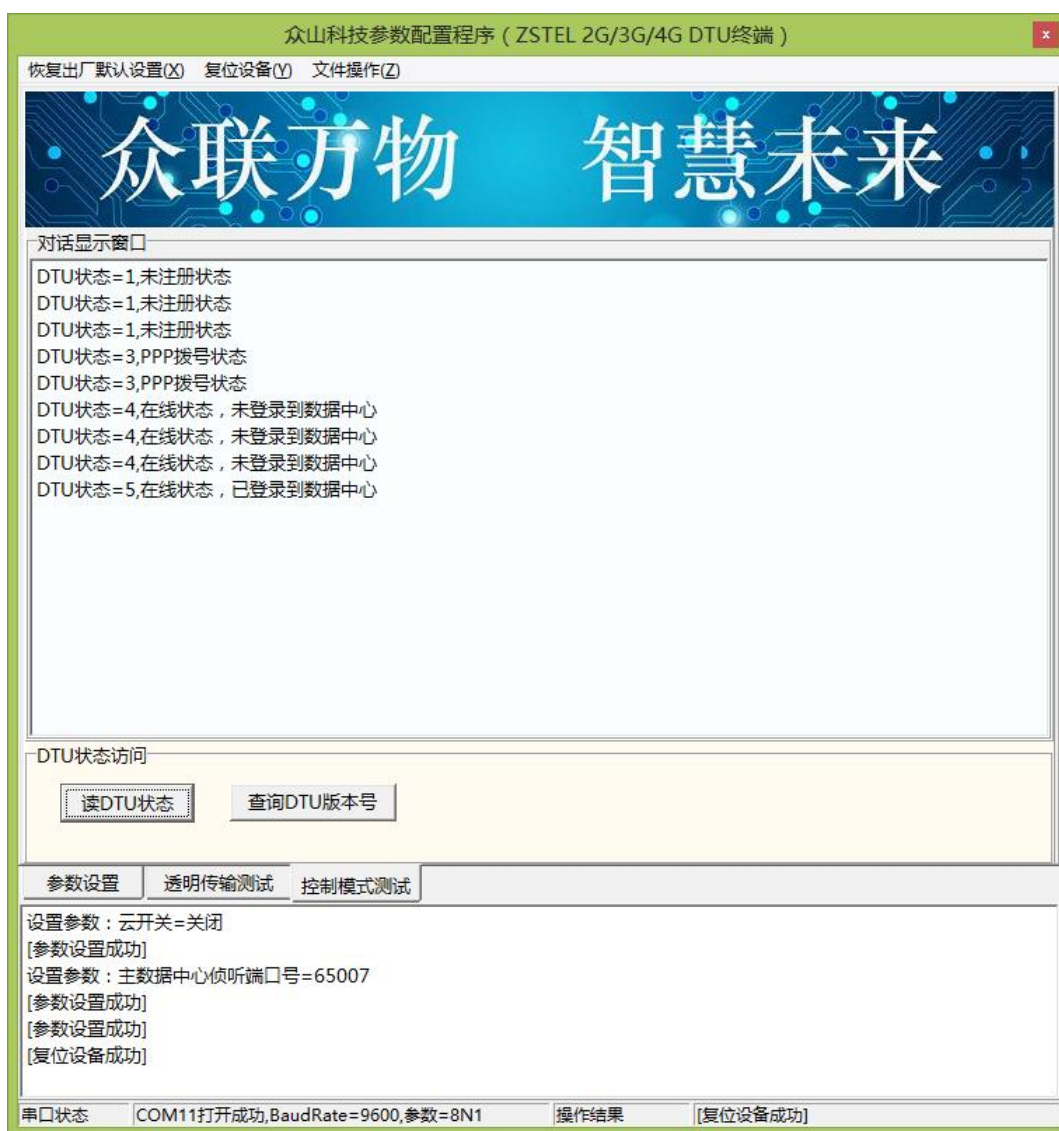 众山科技参数配置程序（ZSTEL 2G/3G/4G DTU终端）
x
恢复出厂默认设置(X) 复位设备(Y) 文件操作(Z)
众联万物 智慧未来
对话显示窗口
DTU状态=1,未注册状态
DTU状态=1,未注册状态
DTU状态=1,未注册状态
DTU状态=3,PPP拨号状态
DTU状态=3,PPP拨号状态
DTU状态=4,在线状态，未登录到数据中心
DTU状态=4,在线状态，未登录到数据中心
DTU状态=4,在线状态，未登录到数据中心
DTU状态=5,在线状态，已登录到数据中心
DTU状态访问
读DTU状态 查询DTU版本号
参数设置 透明传输测试 控制模式测试
设置参数：云开关=关闭
[参数设置成功]
设置参数：主数据中心侦听端口号=65007
[参数设置成功]
[参数设置成功]
[复位设备成功]
串口状态 COM11打开成功,BaudRate=9600,参数=8N1 操作结果 [复位设备成功]